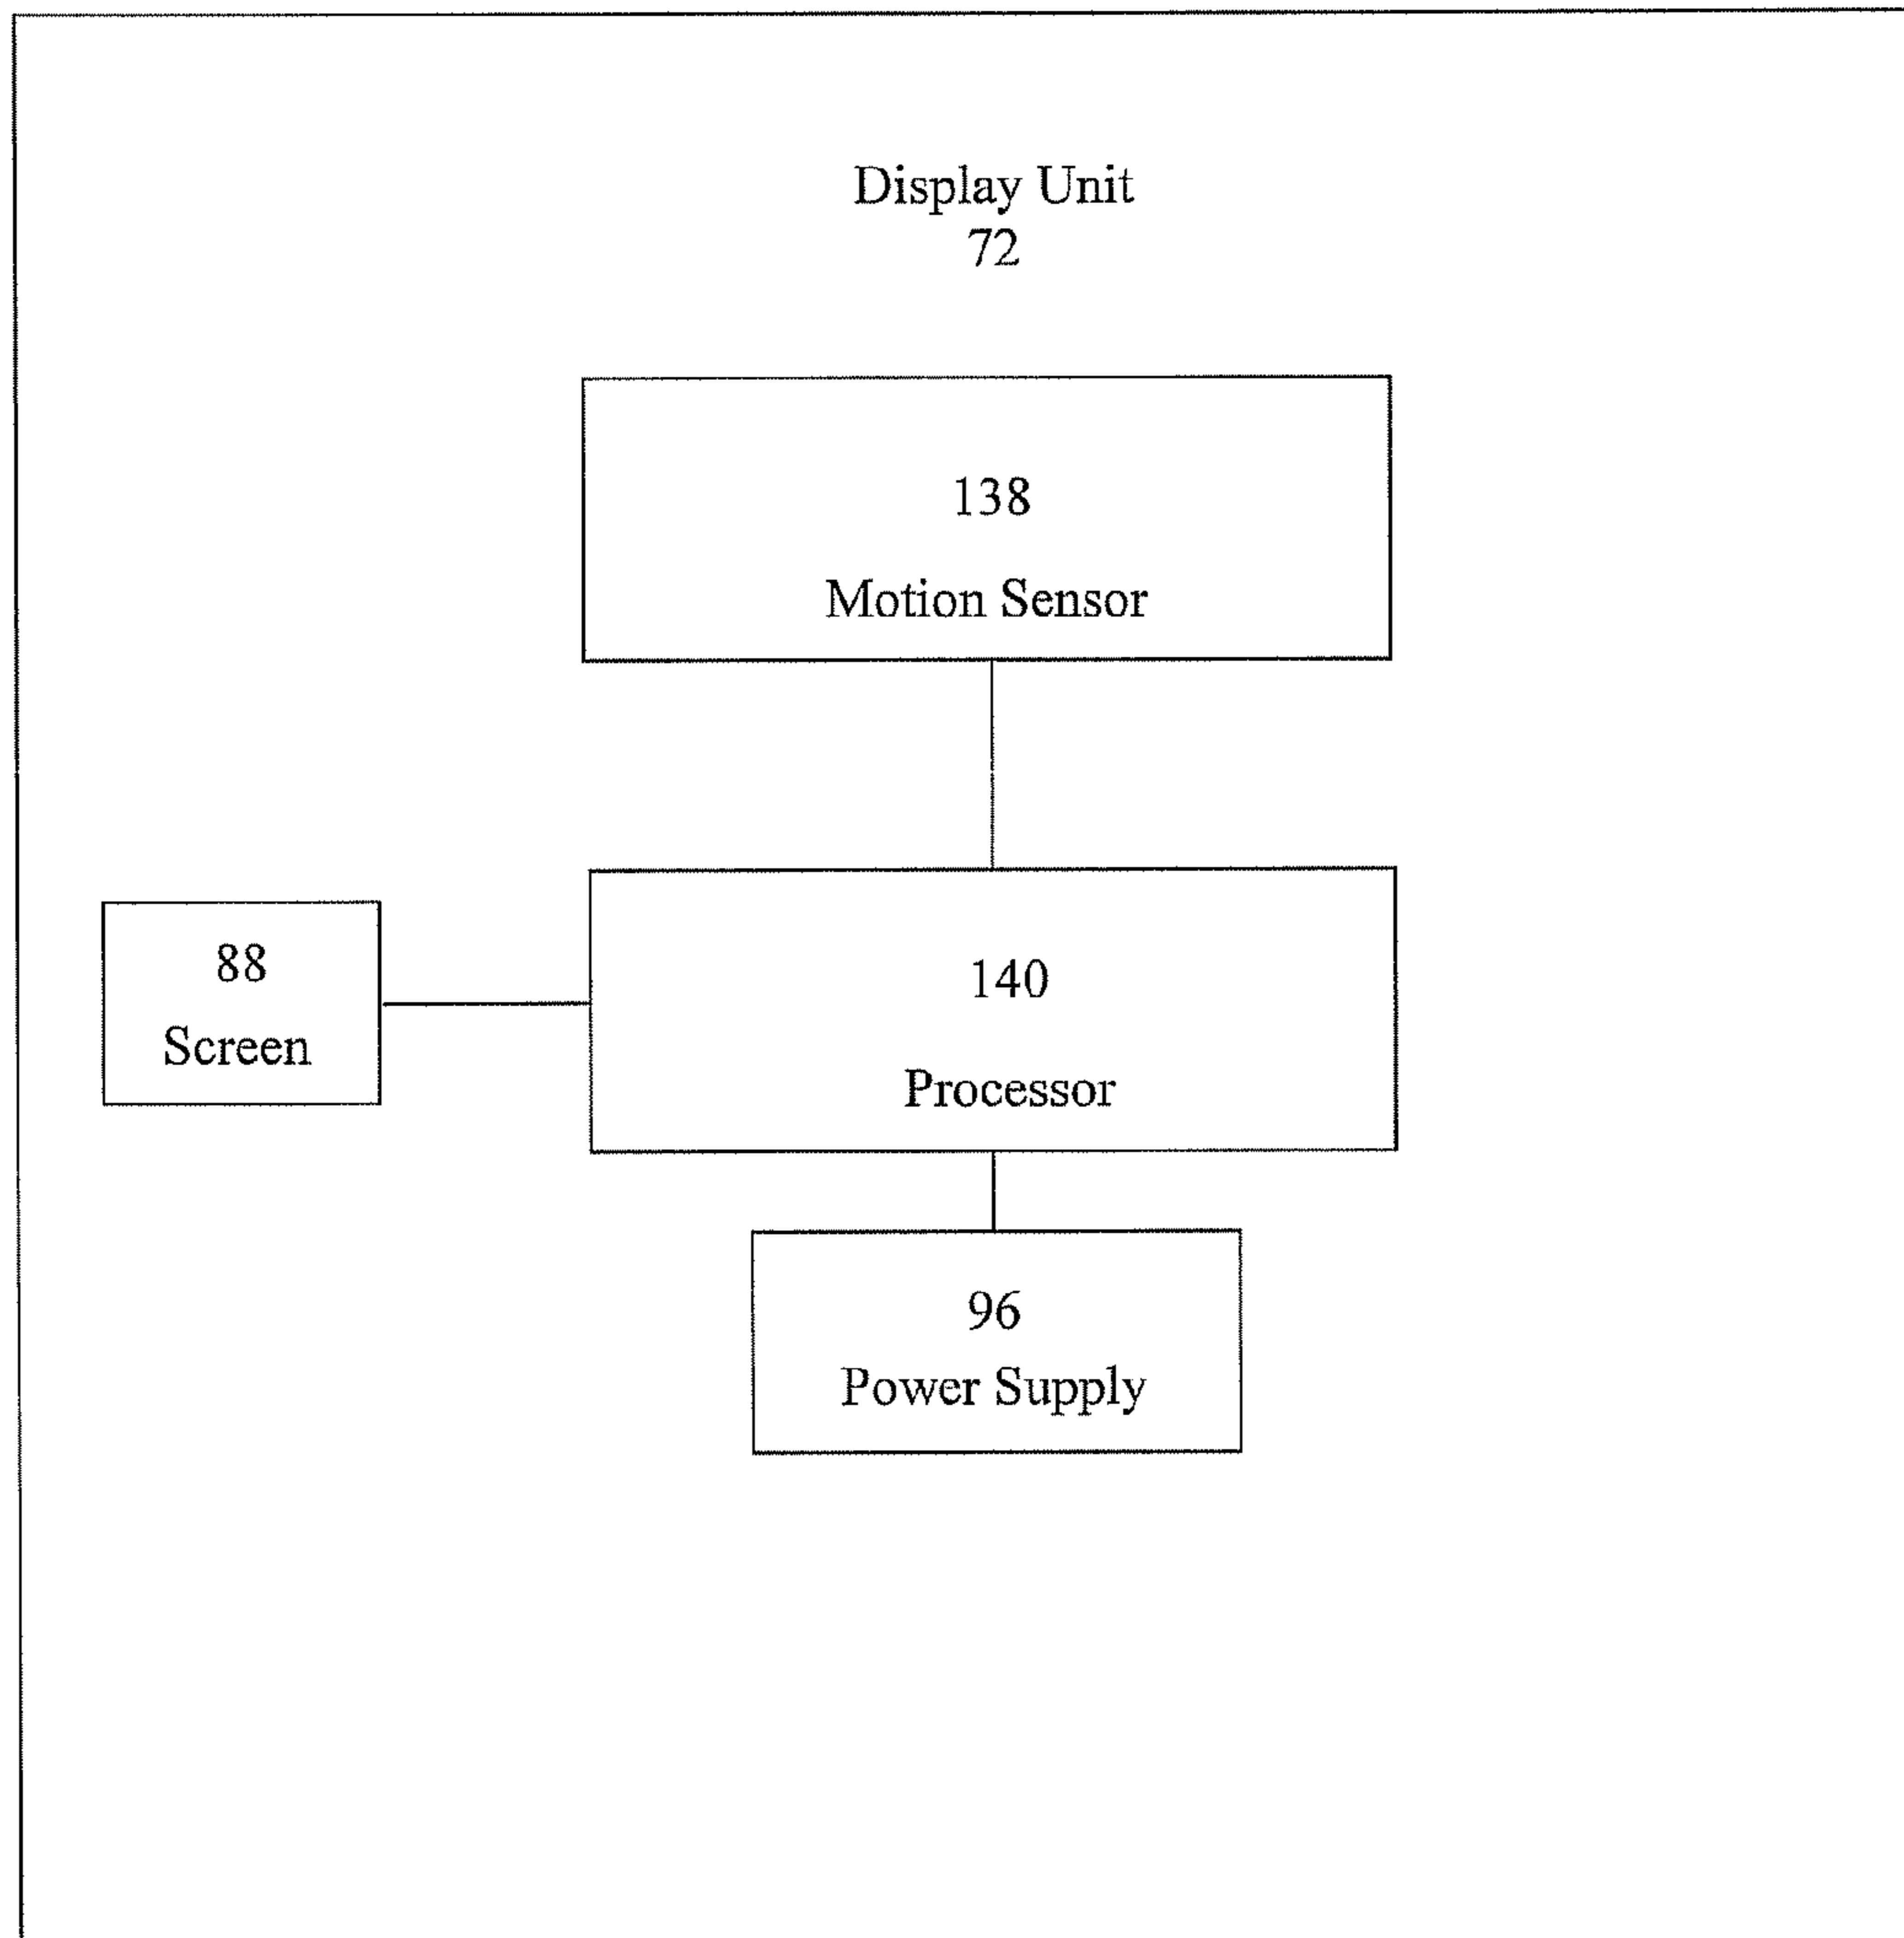 Display Unit
72
138
Motion Sensor
88
Screen
140
Processor
96
Power Supply